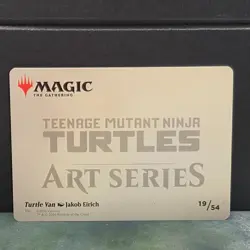 MAGIC
THE GATHERING
TEENAGE MUTANT NINJA
TURTLES
ART SERIES
Turtle Van Jakob Eirich
19/54